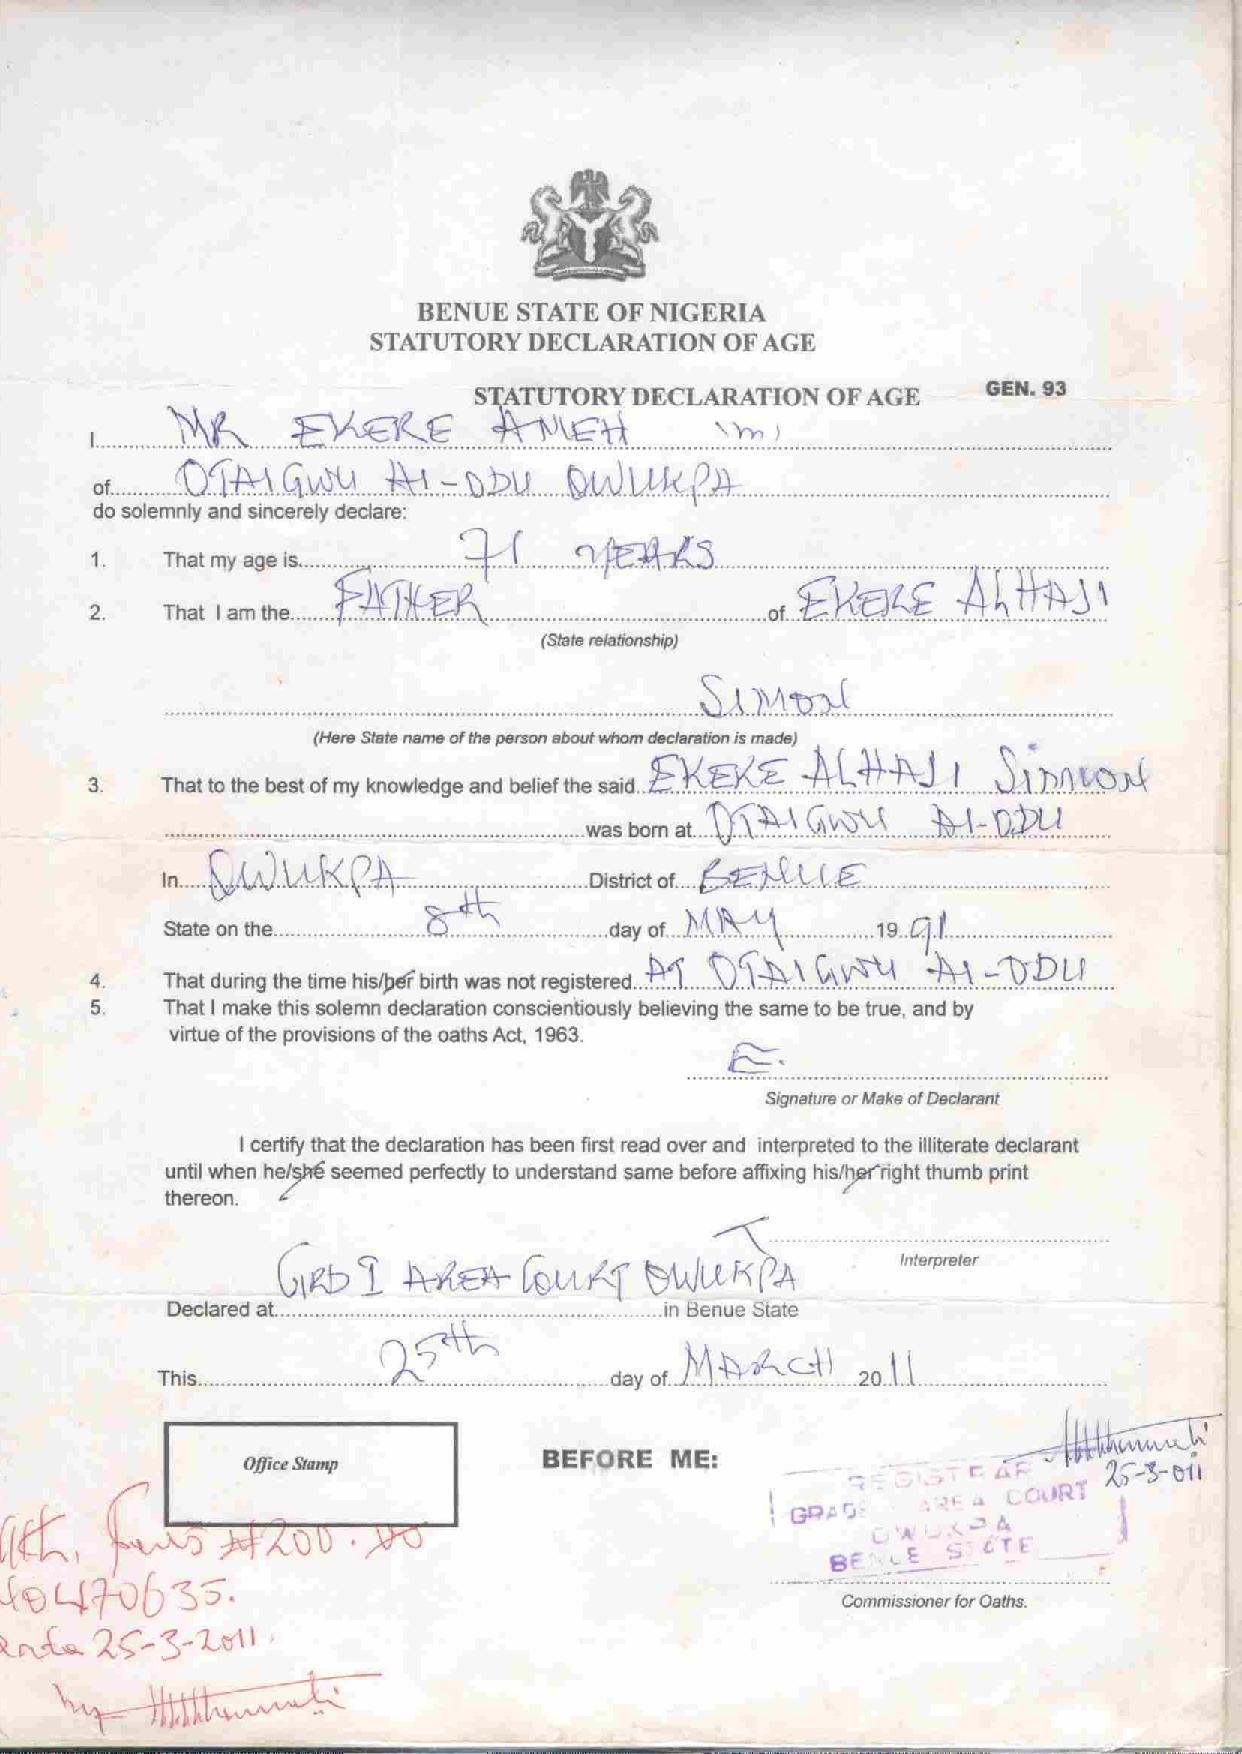 BENUE STATE OF NIGERIA
STATUTORY DECLARATION OF AGE
STATUTORY DECLARATION OF AGE GEN. 93
I MR EKERE AMEH (m)
of OTAIGWU AI-ODU OWUKPA
do solemnly and sincerely declare:
1. That my age is 71 YEARS
2. That I am the FATHER of EKERE ALHAJI
(State relationship)
SIMON
(Here State name of the person about whom declaration is made)
3. That to the best of my knowledge and belief the said EKERE ALHAJI SIMON
was born at OTAIGWU AI-ODU
In OWUKPA District of BENUE
State on the 8th day of MAY 19 91
4. That during the time his/her birth was not registered AT OTAIGWU AI-ODU
5. That I make this solemn declaration conscientiously believing the same to be true, and by
virtue of the provisions of the oaths Act, 1963.
E.
Signature or Make of Declarant
I certify that the declaration has been first read over and interpreted to the illiterate declarant
until when he/she seemed perfectly to understand same before affixing his/her right thumb print
thereon.
Interpreter
GRD I AREA COURT OWUKPA
Declared at in Benue State
This 25th day of MARCH 20 11
Office Stamp
BEFORE ME:
25-3-011
REGISTRAR
GRADE AREA COURT
OWUKPA
BENUE STATE
Commissioner for Oaths.
#200.00
40470635.
25-3-2011.
by